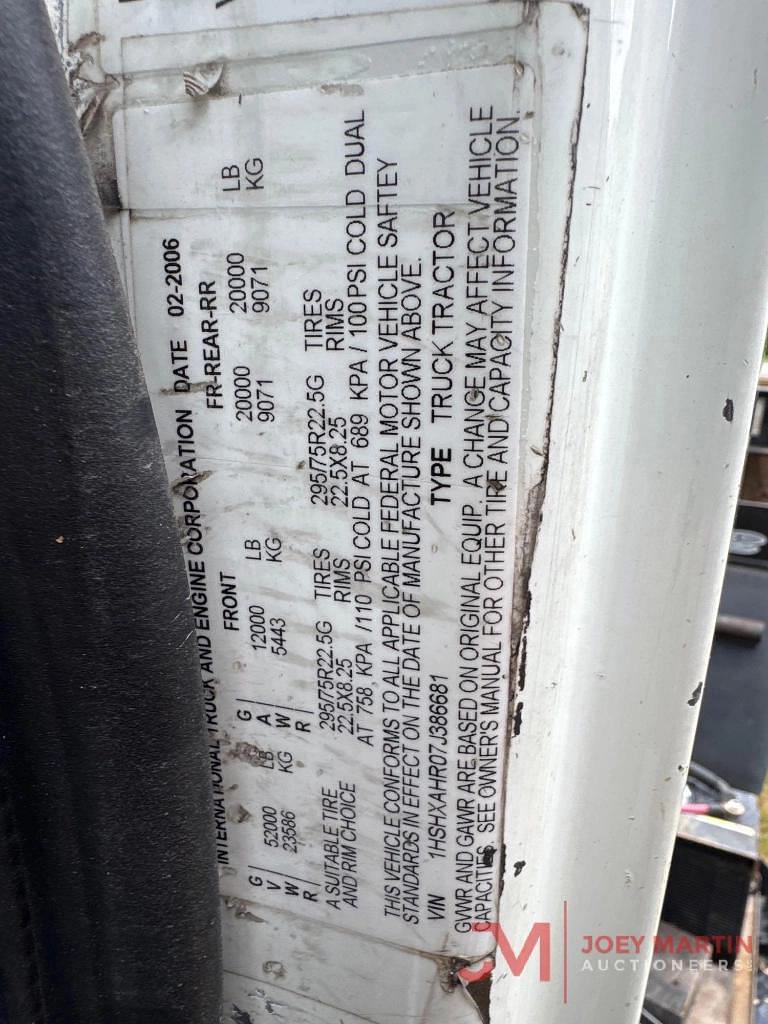 INTERNATIONAL TRUCK AND ENGINE CORPORATION DATE 02-2006
FRONT FR-REAR-RR
G 52000 LB G 12000 LB 20000 20000 LB
V 23586 KG A 5443 KG 9071 9071 KG
W W
R R
A SUITABLE TIRE 295/75R22.5G TIRES 295/75R22.5G TIRES
AND RIM CHOICE 22.5X8.25 RIMS 22.5X8.25 RIMS
AT 758 KPA /110 PSI COLD AT 689 KPA / 100 PSI COLD DUAL
THIS VEHICLE CONFORMS TO ALL APPLICABLE FEDERAL MOTOR VEHICLE SAFTEY
STANDARDS IN EFFECT ON THE DATE OF MANUFACTURE SHOWN ABOVE.
VIN 1HSHXAHR07J386681 TYPE TRUCK TRACTOR
GVWR AND GAWR ARE BASED ON ORIGINAL EQUIP. A CHANGE MAY AFFECT VEHICLE
CAPACITIES. SEE OWNER'S MANUAL FOR OTHER TIRE AND CAPACITY INFORMATION.
JM
JOEY MARTIN
AUCTIONEERS